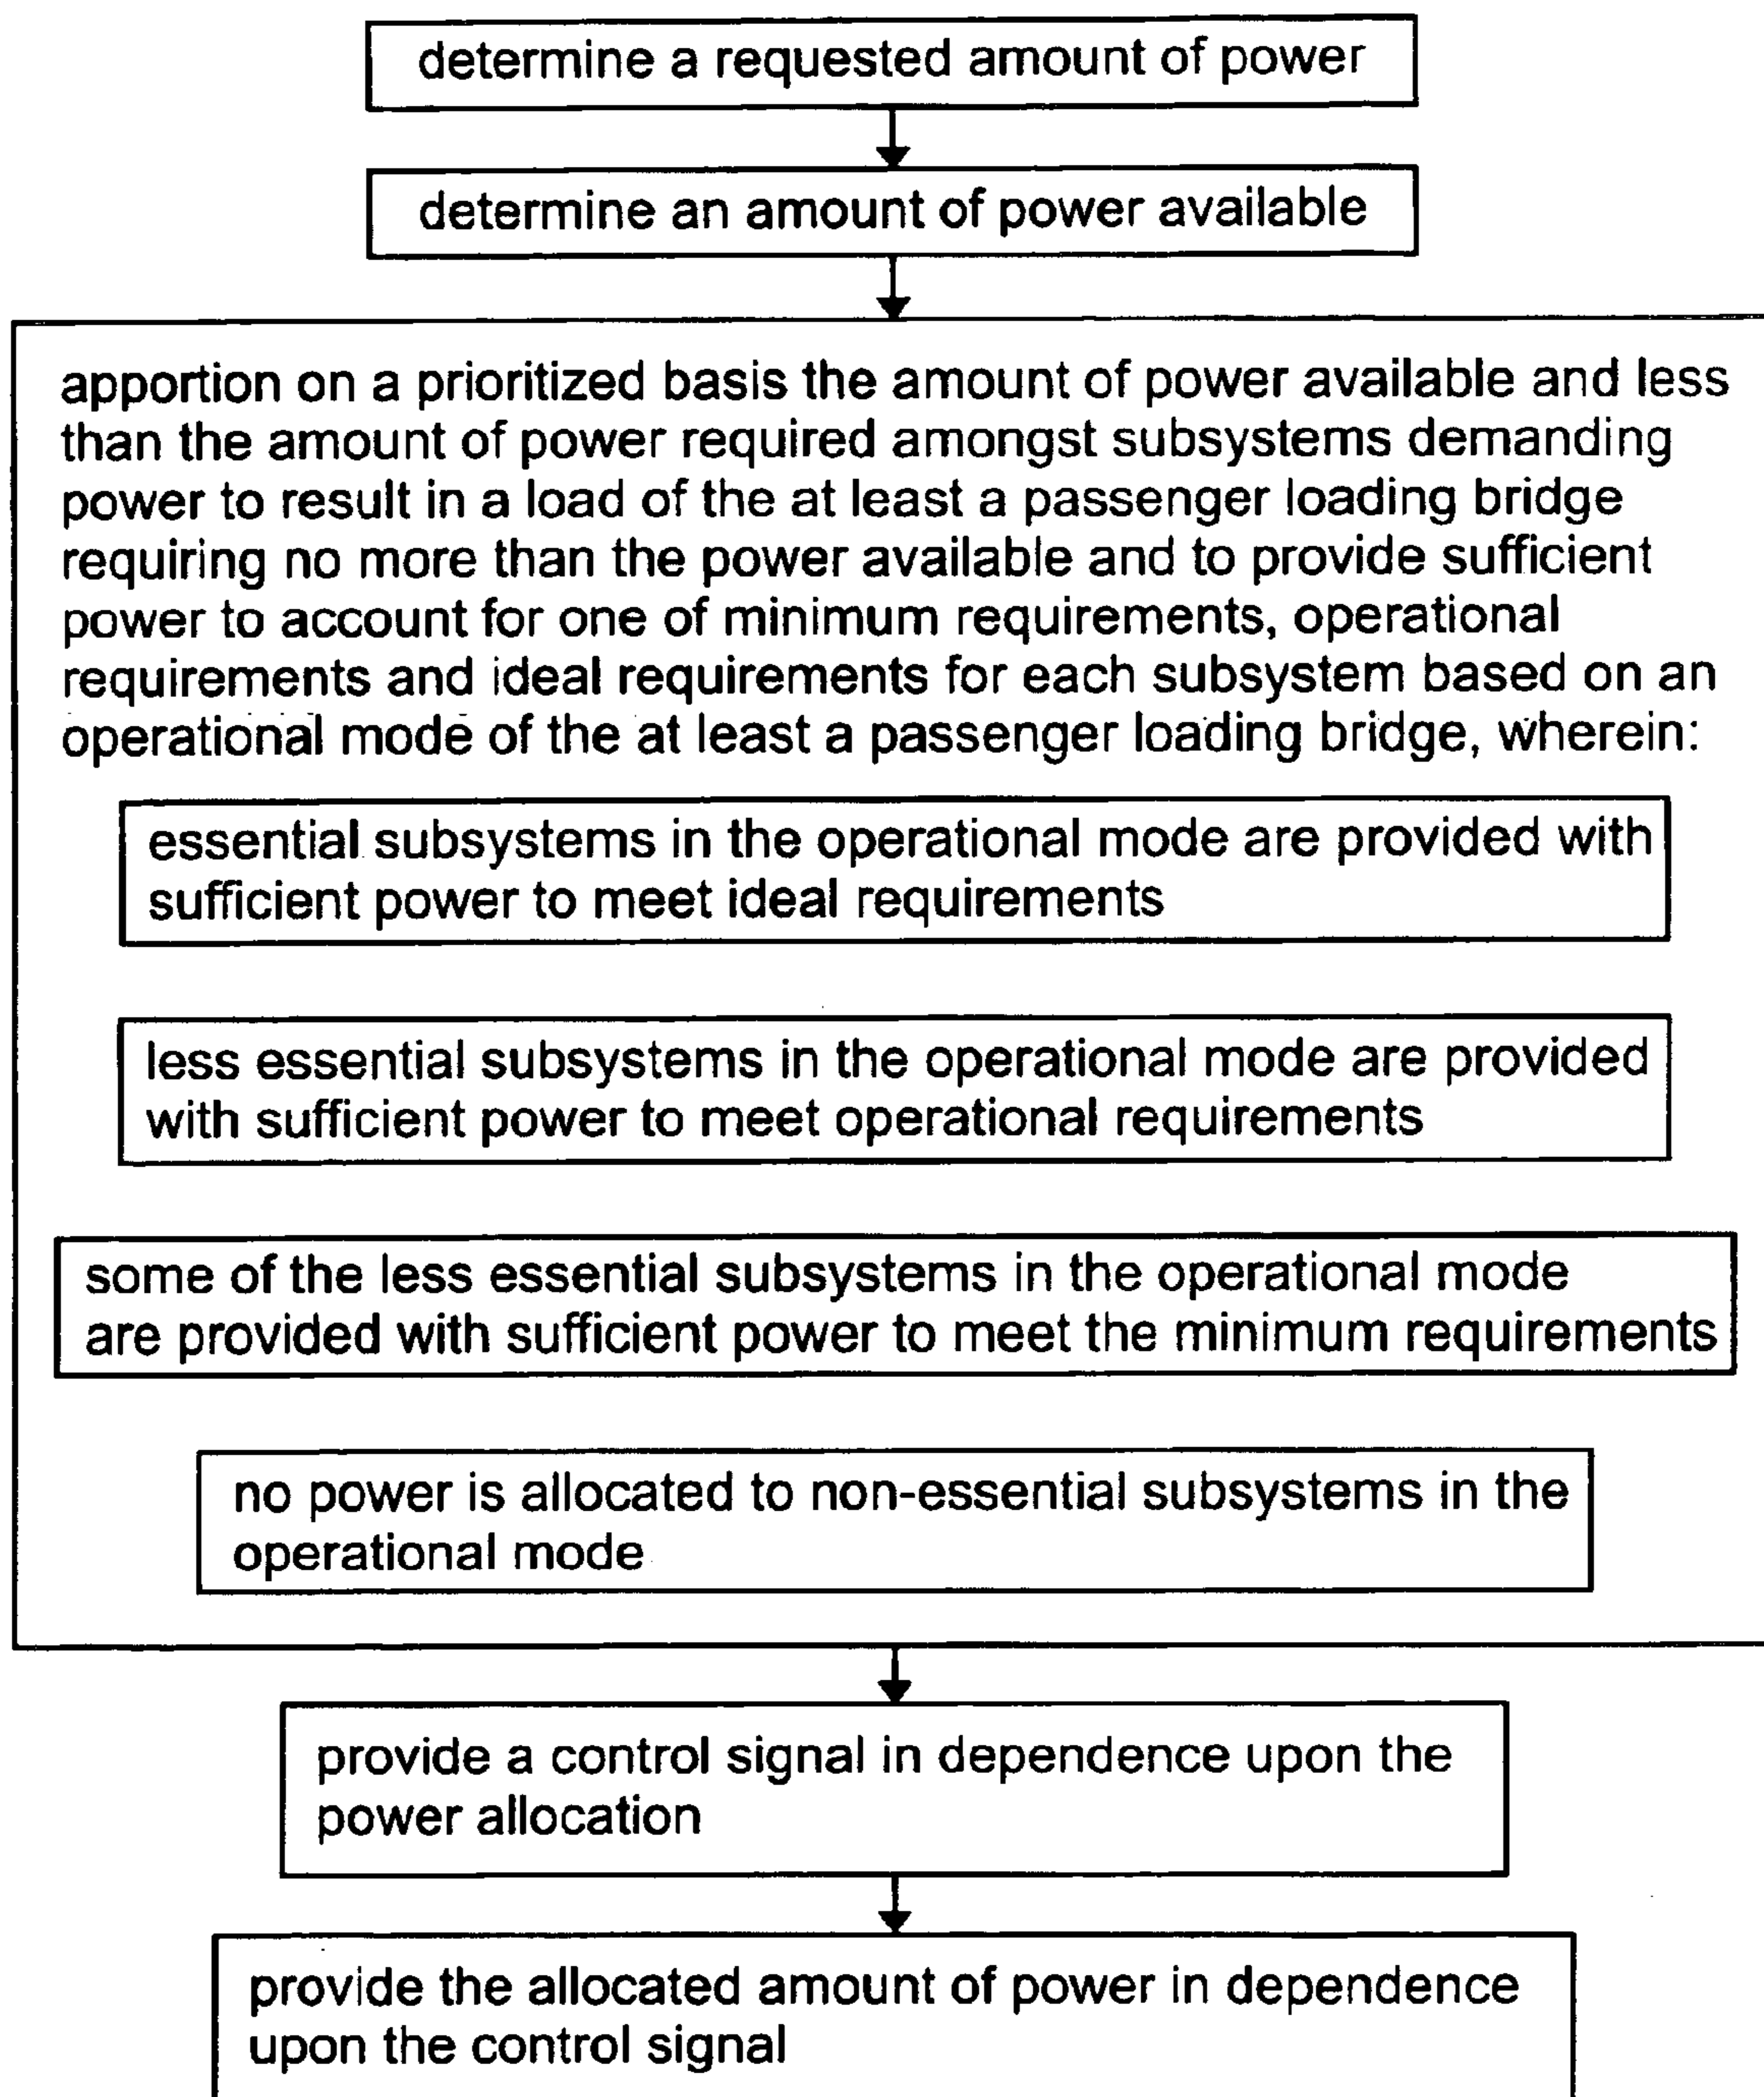 determine a requested amount of power
determine an amount of power available
apportion on a prioritized basis the amount of power available and less
than the amount of power required amongst subsystems demanding
power to result in a load of the at least a passenger loading bridge
requiring no more than the power available and to provide sufficient
power to account for one of minimum requirements, operational
requirements and ideal requirements for each subsystem based on an
operational mode of the at least a passenger loading bridge, wherein:
essential subsystems in the operational mode are provided with
sufficient power to meet ideal requirements
less essential subsystems in the operational mode are provided
with sufficient power to meet operational requirements
some of the less essential subsystems in the operational mode
are provided with sufficient power to meet the minimum requirements
no power is allocated to non-essential subsystems in the
operational mode
provide a control signal in dependence upon the
power allocation
provide the allocated amount of power in dependence
upon the control signal